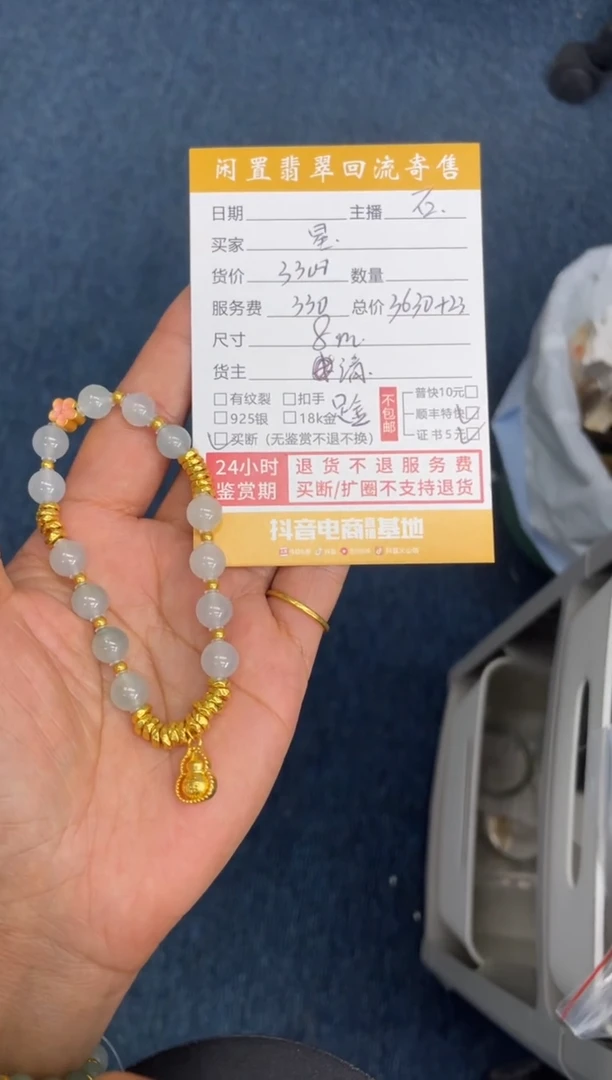 闲置翡翠回流寄售
日期 主播 石.
买家 星.
货价 3300 数量
服务费 330 总价 3630+23
尺寸 8m
货主 满.
□有纹裂 □扣手 足金
□925银 □18k金
□买断(无鉴赏不退不换)
不包邮
普快10元□
顺丰特快□
证书5元□
24小时鉴赏期
退货不退服务费
买断/扩圈不支持退货
抖音电商直播基地